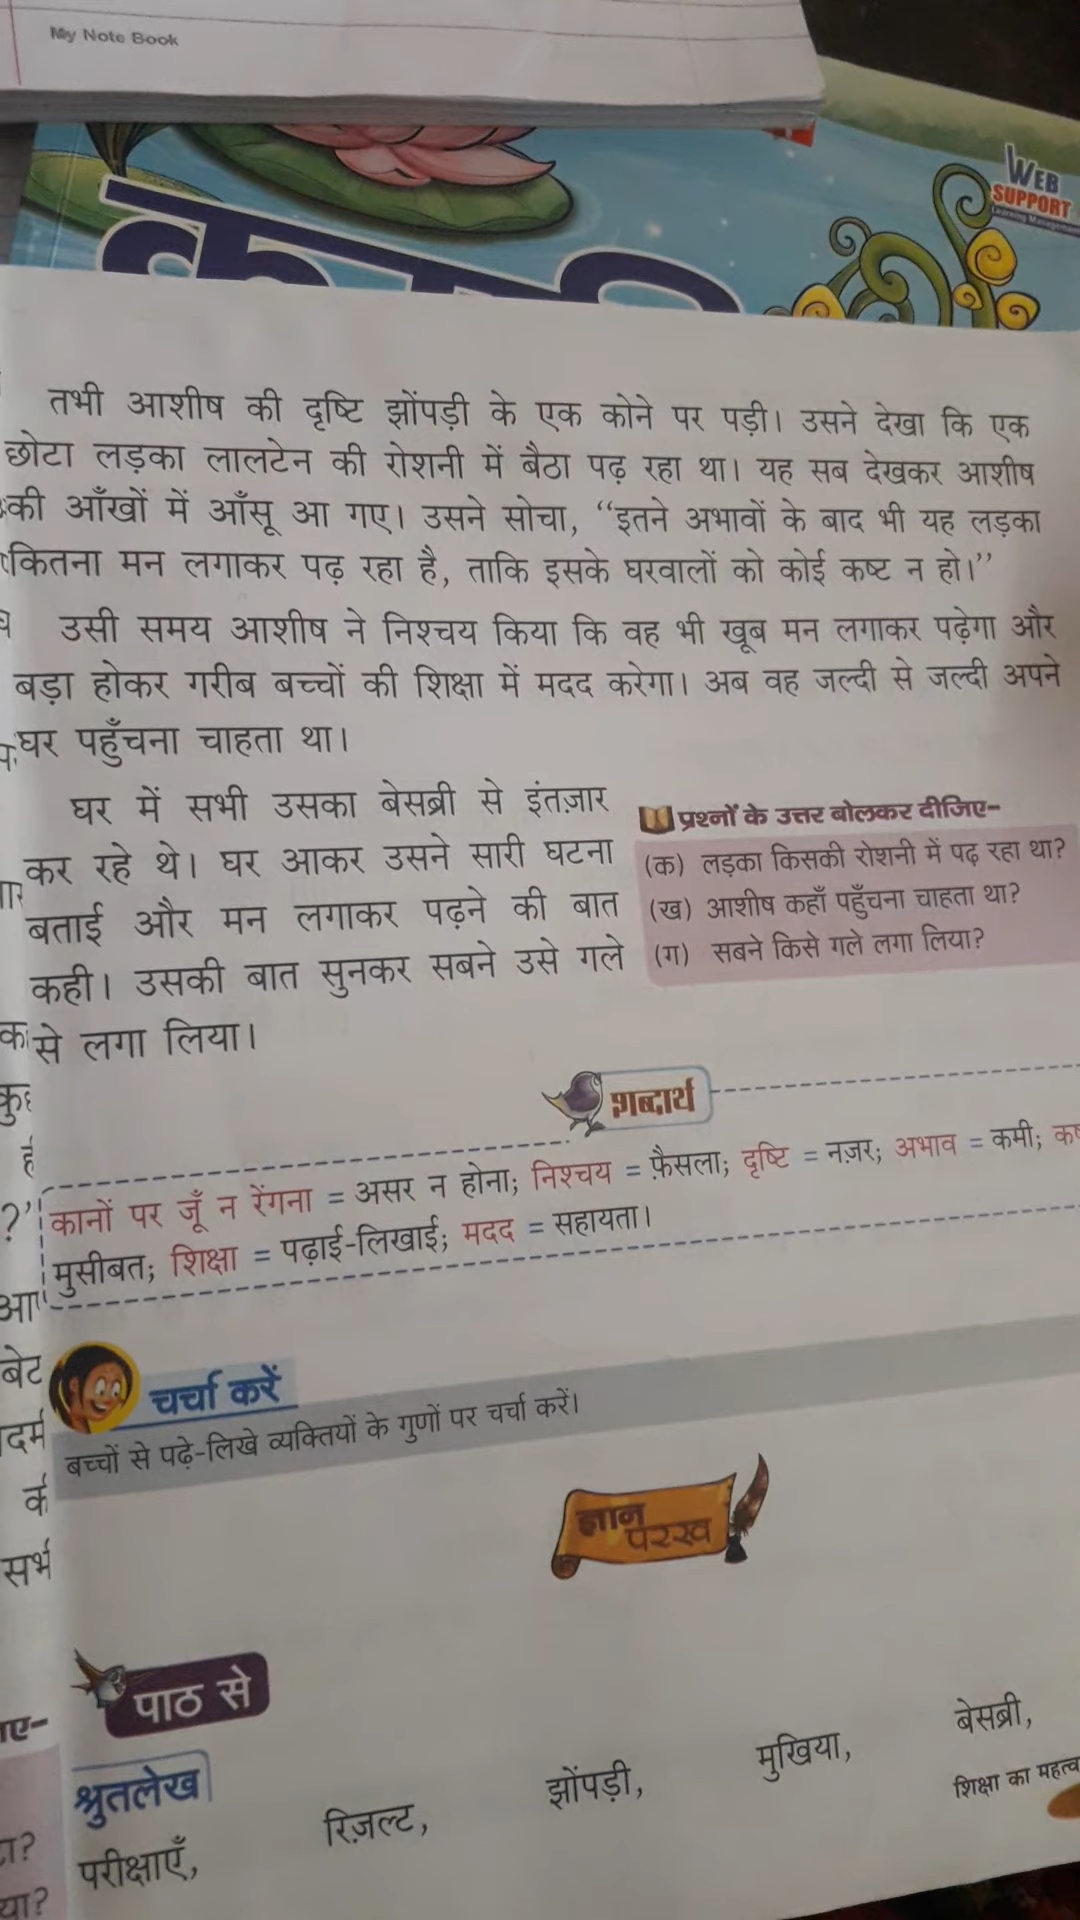 My Note Book
WEB
SUPPORT
Learning Management
तभी आशीष की दृष्टि झोंपड़ी के एक कोने पर पड़ी। उसने देखा कि एक
छोटा लड़का लालटेन की रोशनी में बैठा पढ़ रहा था। यह सब देखकर आशीष
की आँखों में आँसू आ गए। उसने सोचा, “इतने अभावों के बाद भी यह लड़का
कितना मन लगाकर पढ़ रहा है, ताकि इसके घरवालों को कोई कष्ट न हो।”
उसी समय आशीष ने निश्चय किया कि वह भी खूब मन लगाकर पढ़ेगा और
बड़ा होकर गरीब बच्चों की शिक्षा में मदद करेगा। अब वह जल्दी से जल्दी अपने
घर पहुँचना चाहता था।
घर में सभी उसका बेसब्री से इंतज़ार
कर रहे थे। घर आकर उसने सारी घटना
बताई और मन लगाकर पढ़ने की बात
कही। उसकी बात सुनकर सबने उसे गले
से लगा लिया।
प्रश्नों के उत्तर बोलकर दीजिए–
(क) लड़का किसकी रोशनी में पढ़ रहा था?
(ख) आशीष कहाँ पहुँचना चाहता था?
(ग) सबने किसे गले लगा लिया?
शब्दार्थ
कानों पर जूँ न रेंगना = असर न होना; निश्चय = फ़ैसला; दृष्टि = नज़र; अभाव = कमी;
मुसीबत; शिक्षा = पढ़ाई-लिखाई; मदद = सहायता।
चर्चा करें
बच्चों से पढ़े-लिखे व्यक्तियों के गुणों पर चर्चा करें।
ज्ञान
परख
पाठ से
श्रुतलेख
परीक्षाएँ, रिज़ल्ट, झोंपड़ी, मुखिया, बेसब्री,
शिक्षा का महत्व